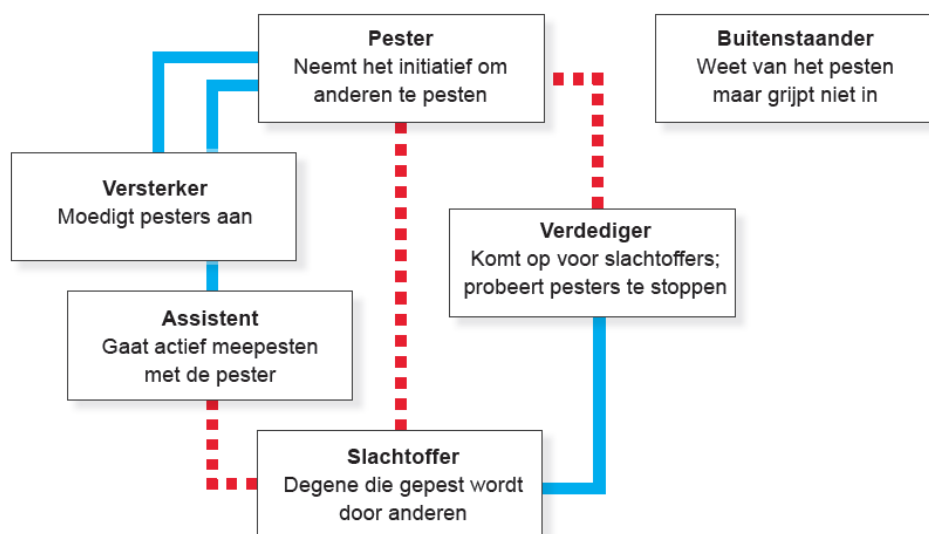 Pester
Neemt het initiatief om
anderen te pesten
Buitenstaander
Weet van het pesten
maar grijpt niet in
Versterker
Moedigt pesters aan
Verdediger
Komt op voor slachtoffers;
probeert pesters te stoppen
Assistent
Gaat actief meepesten
met de pester
Slachtoffer
Degene die gepest wordt
door anderen